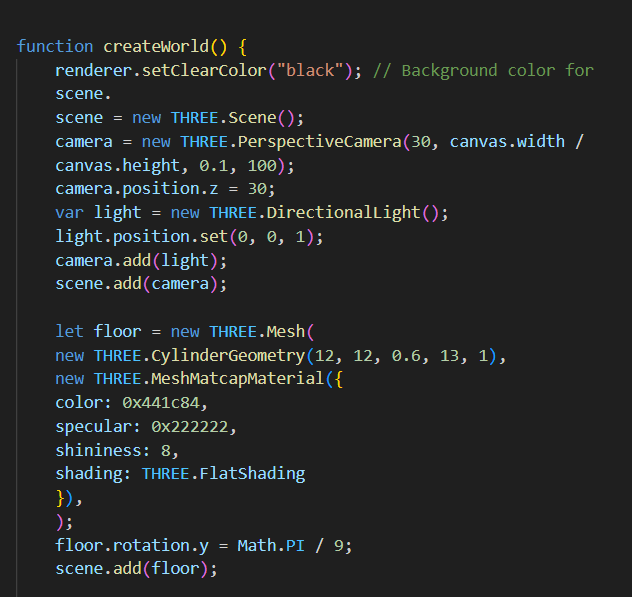 function createWorld() {
renderer.setClearColor("black"); // Background color for
scene.
scene = new THREE.Scene();
camera = new THREE.PerspectiveCamera(30, canvas.width /
canvas.height, 0.1, 100);
camera.position.z = 30;
var light = new THREE.DirectionalLight();
light.position.set(0, 0, 1);
camera.add(light);
scene.add(camera);

let floor = new THREE.Mesh(
new THREE.CylinderGeometry(12, 12, 0.6, 13, 1),
new THREE.MeshMatcapMaterial({
color: 0x441c84,
specular: 0x222222,
shininess: 8,
shading: THREE.FlatShading
}),
);
floor.rotation.y = Math.PI / 9;
scene.add(floor);